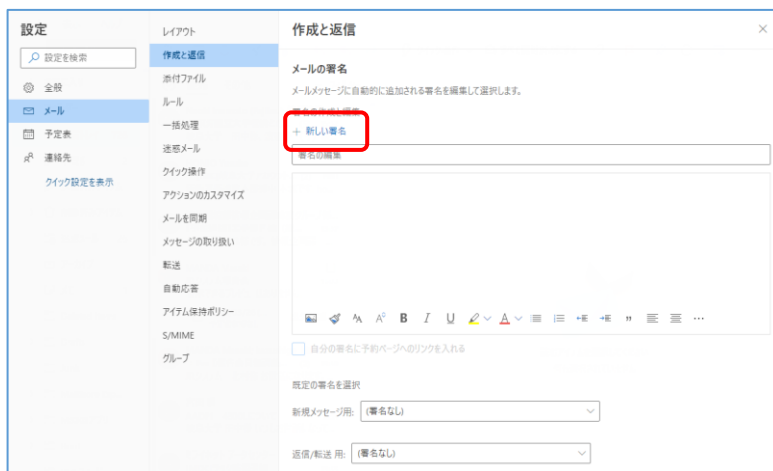 設定
設定を検索
全般
メール
予定表
連絡先
クイック設定を表示
レイアウト
作成と返信
添付ファイル
ルール
一括処理
迷惑メール
クイック操作
アクションのカスタマイズ
メールを同期
メッセージの取り扱い
転送
自動応答
アイテム保持ポリシー
S/MIME
グループ
作成と返信
メールの署名
メールメッセージに自動的に追加される署名を編集して選択します。
署名の作成と編集
+ 新しい署名
署名の編集
B I U A
自分の署名に予約ページへのリンクを入れる
既定の署名を選択
新規メッセージ用: (署名なし)
返信/転送 用: (署名なし)